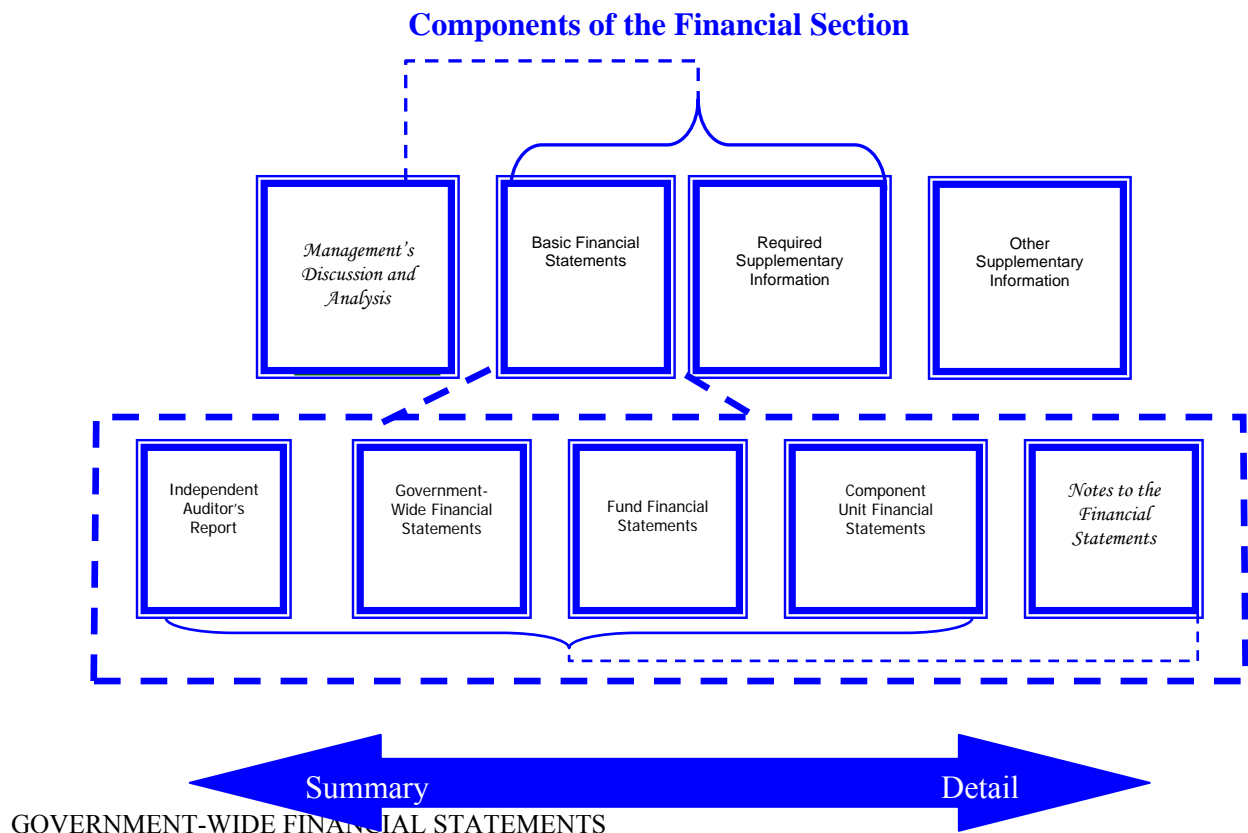 Components of the Financial Section
Management's
Discussion and
Analysis
Basic Financial
Statements
Required
Supplementary
Information
Other
Supplementary
Information
Independent
Auditor's
Report
Government-
Wide Financial
Statements
Fund Financial
Statements
Component
Unit Financial
Statements
Notes to the
Financial
Statements
Summary
Detail
GOVERNMENT-WIDE FINANCIAL STATEMENTS